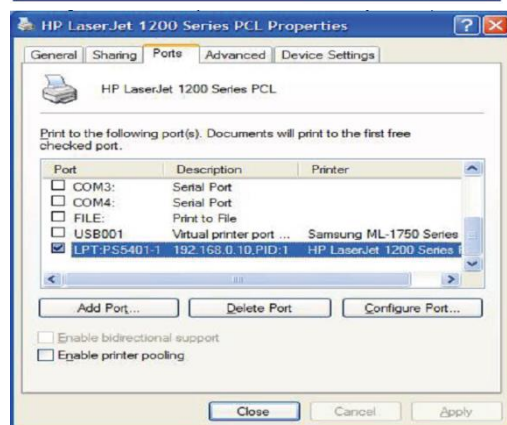 HP LaserJet 1200 Series PCL Properties
General Sharing Ports Advanced Device Settings
HP LaserJet 1200 Series PCL
Print to the following port(s). Documents will print to the first free
checked port.
Port Description Printer
COM3: Serial Port
COM4: Serial Port
FILE: Print to File
USB001 Virtual printer port ... Samsung ML-1750 Series
LPT:PS5401-1 192.168.0.10,PID:1 HP LaserJet 1200 Series
Add Port... Delete Port Configure Port...
Enable bidirectional support
Enable printer pooling
Close Cancel Apply